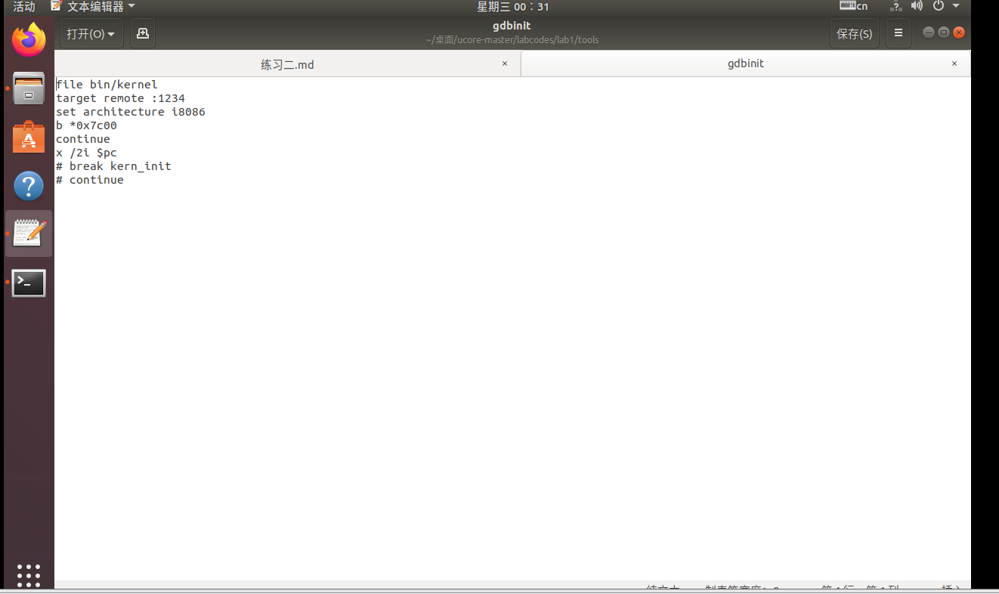 活动 文本编辑器 星期三 00：31 cn
打开(O) gdbinit 保存(S)
~/桌面/ucore-master/labcodes/lab1/tools
练习二.md × gdbinit ×
file bin/kernel
target remote :1234
set architecture i8086
b *0x7c00
continue
x /2i $pc
# break kern_init
# continue